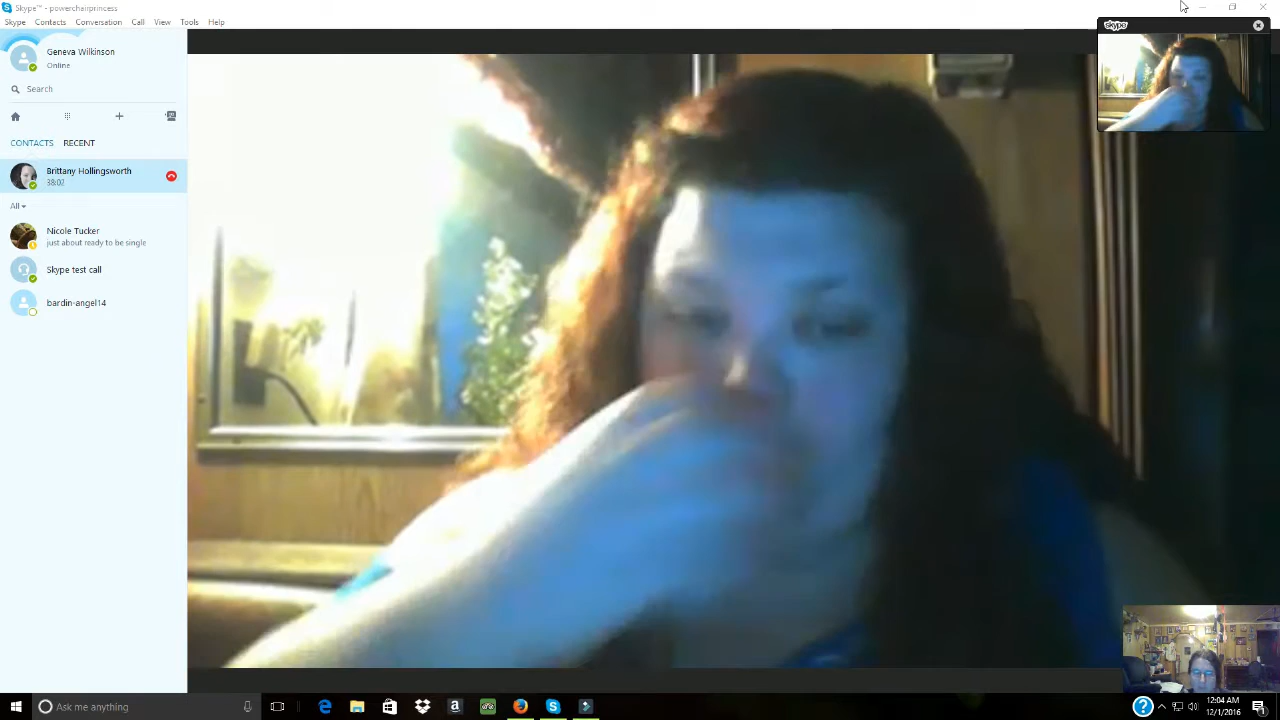 Skype™ - powerchairprincess
Skype Contacts Conversation Call View Tools Help
skype
Geneva Wilkinson
Online
Search
CONTACTS RECENT
Brittany Hollingsworth
38:02
All
Nicole Tucker
just about ready to be single
Skype test call
bardin-angel14
Ask me anything
12:04 AM
12/1/2016